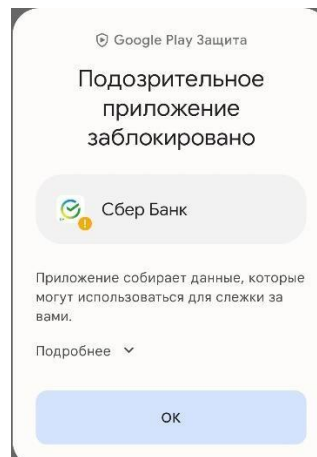 Google Play Защита
Подозрительное
приложение
заблокировано
Сбер Банк
Приложение собирает данные, которые
могут использоваться для слежки за
вами.
Подробнее
ОК